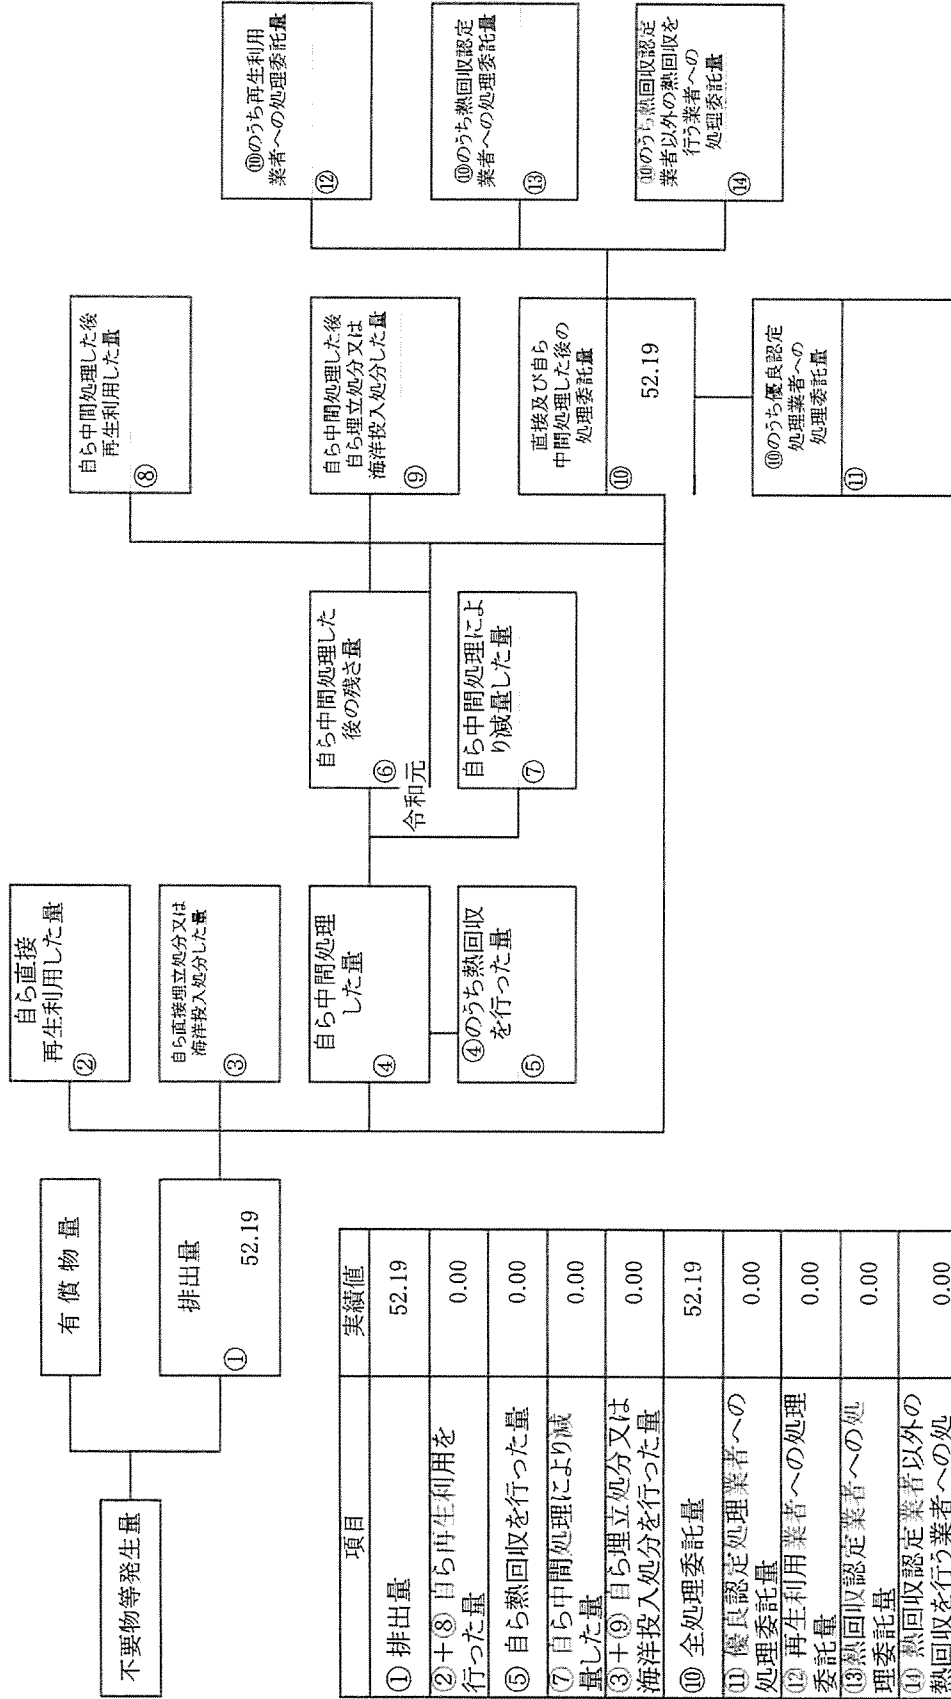 不要物等発生量
有償物量
排出量
①
52.19
自ら直接
再生利用した量
②
自ら直接埋立処分又は
海洋投入処分した量
③
自ら中間処理
した量
④
④のうち熱回収
を行った量
⑤
自ら中間処理した
後の残さ量
⑥
令和元
自ら中間処理によ
り減量した量
⑦
自ら中間処理した後
再生利用した量
⑧
自ら中間処理した後
自ら埋立処分又は
海洋投入処分した量
⑨
直接及び自ら
中間処理した後の
処理委託量
⑩
52.19
⑩のうち優良認定
処理業者への
処理委託量
⑪
⑩のうち再生利用
業者への処理委託量
⑫
⑩のうち熱回収認定
業者への処理委託量
⑬
⑩のうち熱回収認定
業者以外の熱回収を
行う業者への
処理委託量
⑭
項目 実績値
①排出量 52.19
②+⑧ 自ら再生利用を
行った量 0.00
⑤ 自ら熱回収を行った量 0.00
⑦ 自ら中間処理により減
量した量 0.00
③+⑨ 自ら埋立処分又は
海洋投入処分を行った量 0.00
⑩ 全処理委託量 52.19
⑪ 優良認定処理業者への
処理委託量 0.00
⑫ 再生利用業者への処理
委託量 0.00
⑬熱回収認定業者への処
理委託量 0.00
⑭ 熱回収認定業者以外の
熱回収を行う業者への処 0.00